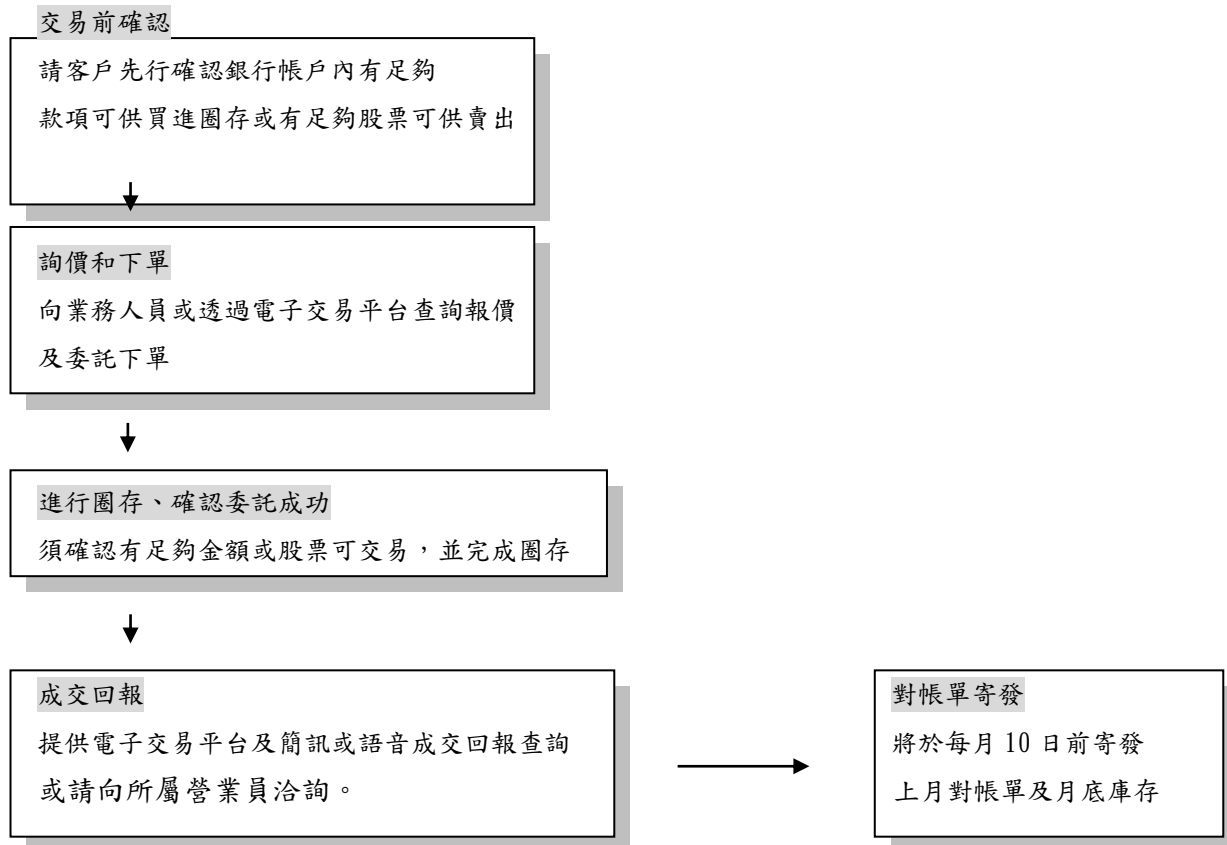 交易前確認
請客戶先行確認銀行帳戶內有足夠
款項可供買進圈存或有足夠股票可供賣出
詢價和下單
向業務人員或透過電子交易平台查詢報價
及委託下單
進行圈存、確認委託成功
須確認有足夠金額或股票可交易，並完成圈存
成交回報
提供電子交易平台及簡訊或語音成交回報查詢
或請向所屬營業員洽詢。
對帳單寄發
將於每月 10 日前寄發
上月對帳單及月底庫存